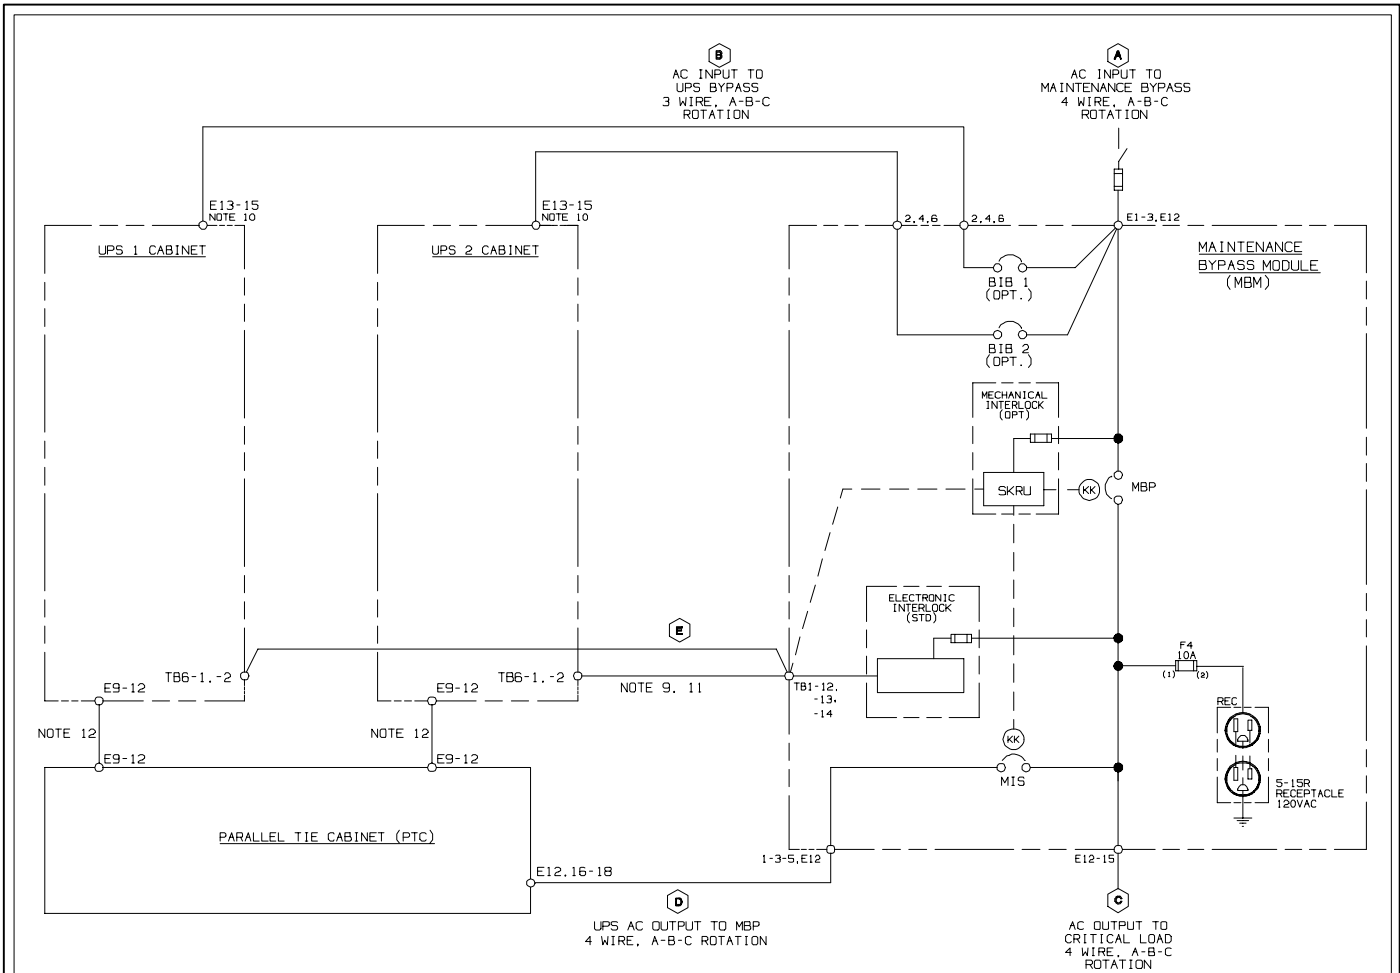 B
AC INPUT TO
UPS BYPASS
3 WIRE, A-B-C
ROTATION
A
AC INPUT TO
MAINTENANCE BYPASS
4 WIRE, A-B-C
ROTATION
E13-15
NOTE 10
E13-15
NOTE 10
2,4,6
2,4,6
E1-3,E12
UPS 1 CABINET
UPS 2 CABINET
MAINTENANCE
BYPASS MODULE
(MBM)
BIB 1
(OPT.)
BIB 2
(OPT.)
MECHANICAL
INTERLOCK
(OPT)
SKRU
KK
MBP
ELECTRONIC
INTERLOCK
(STD)
E
F4
10A
(1)
(2)
TB6-1,-2
TB6-1,-2
NOTE 9, 11
TB1-12,
-13,
-14
E9-12
E9-12
REC
NOTE 12
NOTE 12
KK
E9-12
E9-12
MIS
5-15R
RECEPTACLE
120VAC
PARALLEL TIE CABINET (PTC)
1-3-5,E12
E12-15
E12,16-18
D
UPS AC OUTPUT TO MBP
4 WIRE, A-B-C ROTATION
C
AC OUTPUT TO
CRITICAL LOAD
4 WIRE, A-B-C
ROTATION